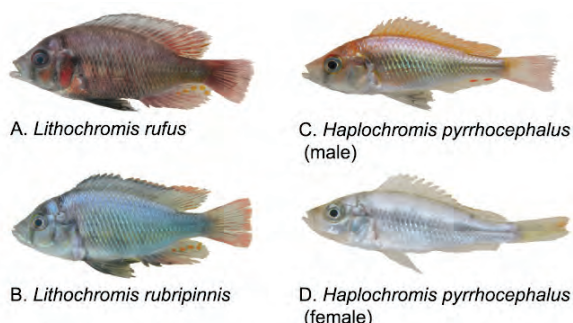 A. Lithochromis rufus
C. Haplochromis pyrrhocephalus
(male)
B. Lithochromis rubripinnis
D. Haplochromis pyrrhocephalus
(female)